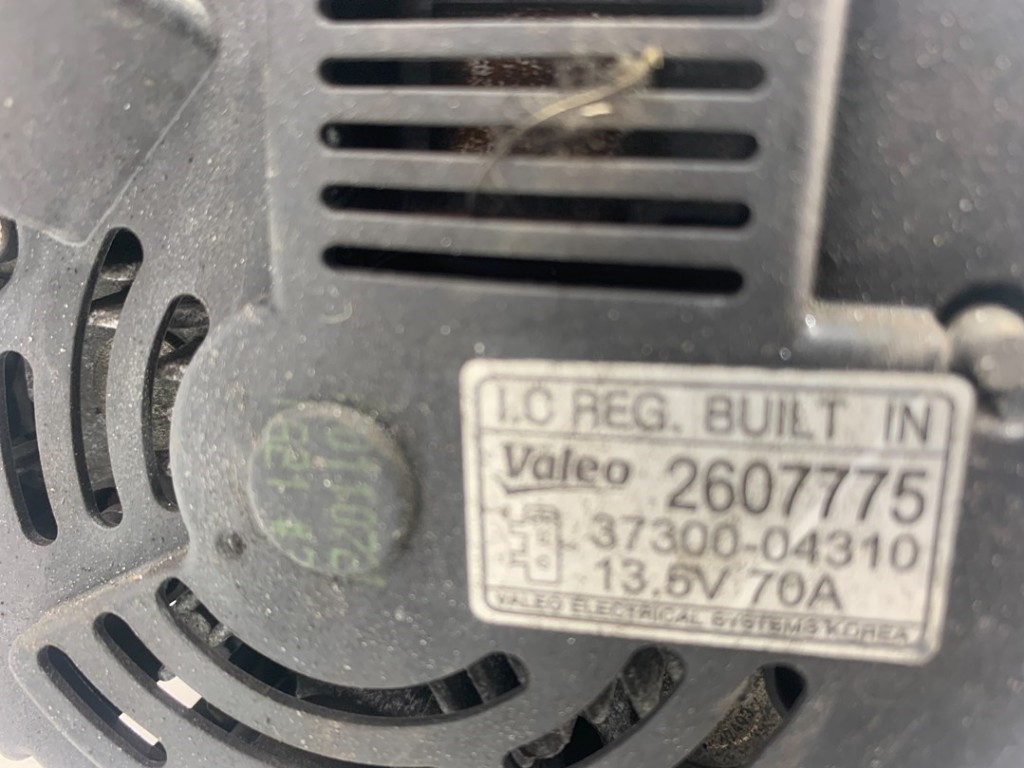 I.C REG. BUILT IN
Valeo 2607775
37300-04310
13.5V 70A
VALEO ELECTRICAL SYSTEMS KOREA